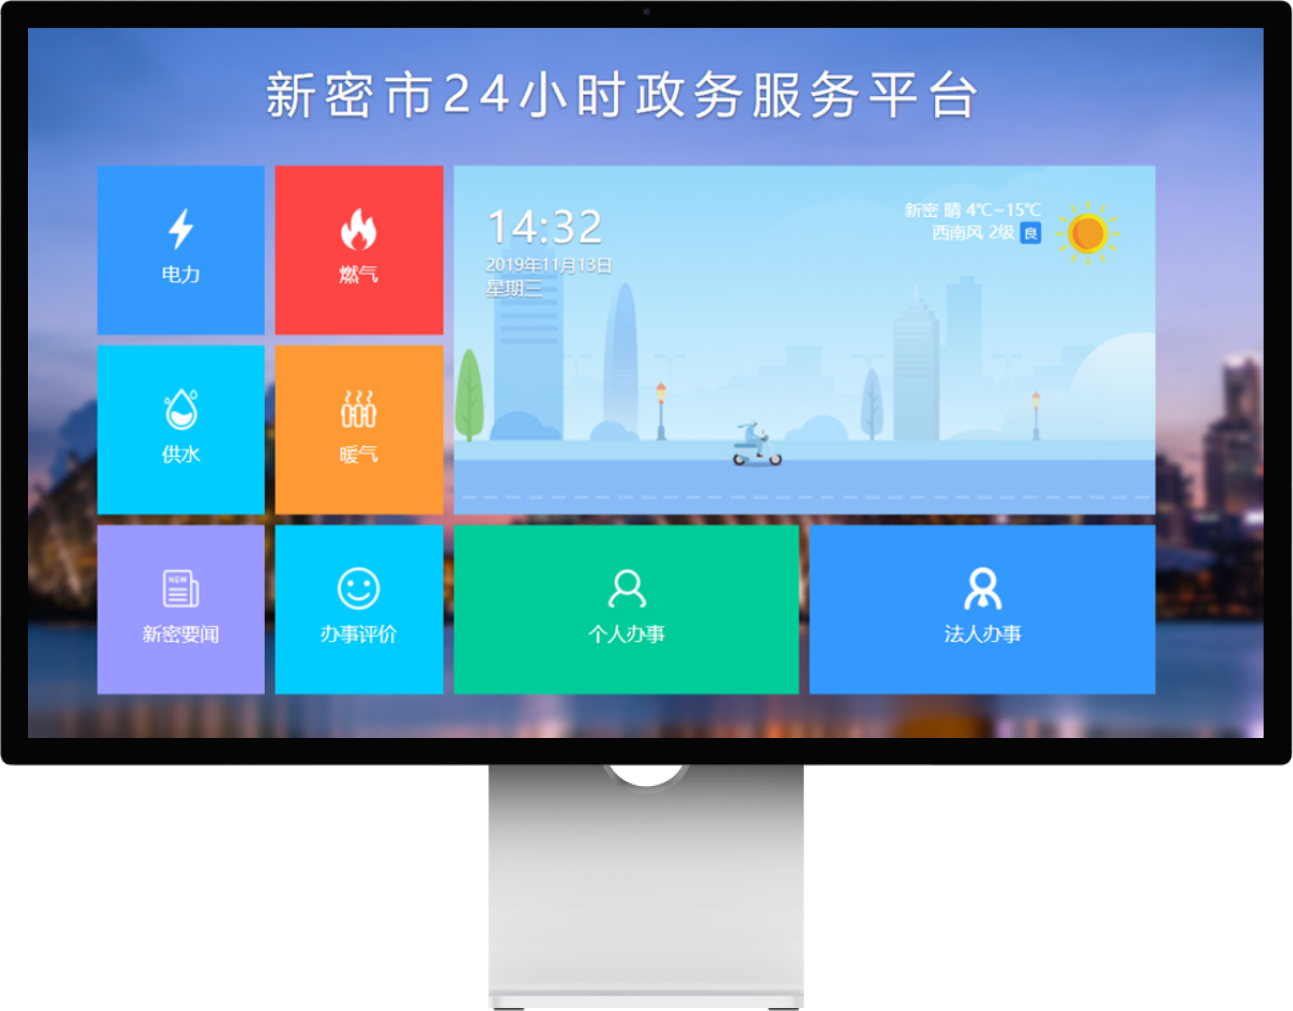 新密市24小时政务服务平台
电力
燃气
14:32
2019年11月13日
星期三
新密 晴 4℃~15℃
西南风 2级 良
供水
暖气
NEW
新密要闻
办事评价
个人办事
法人办事